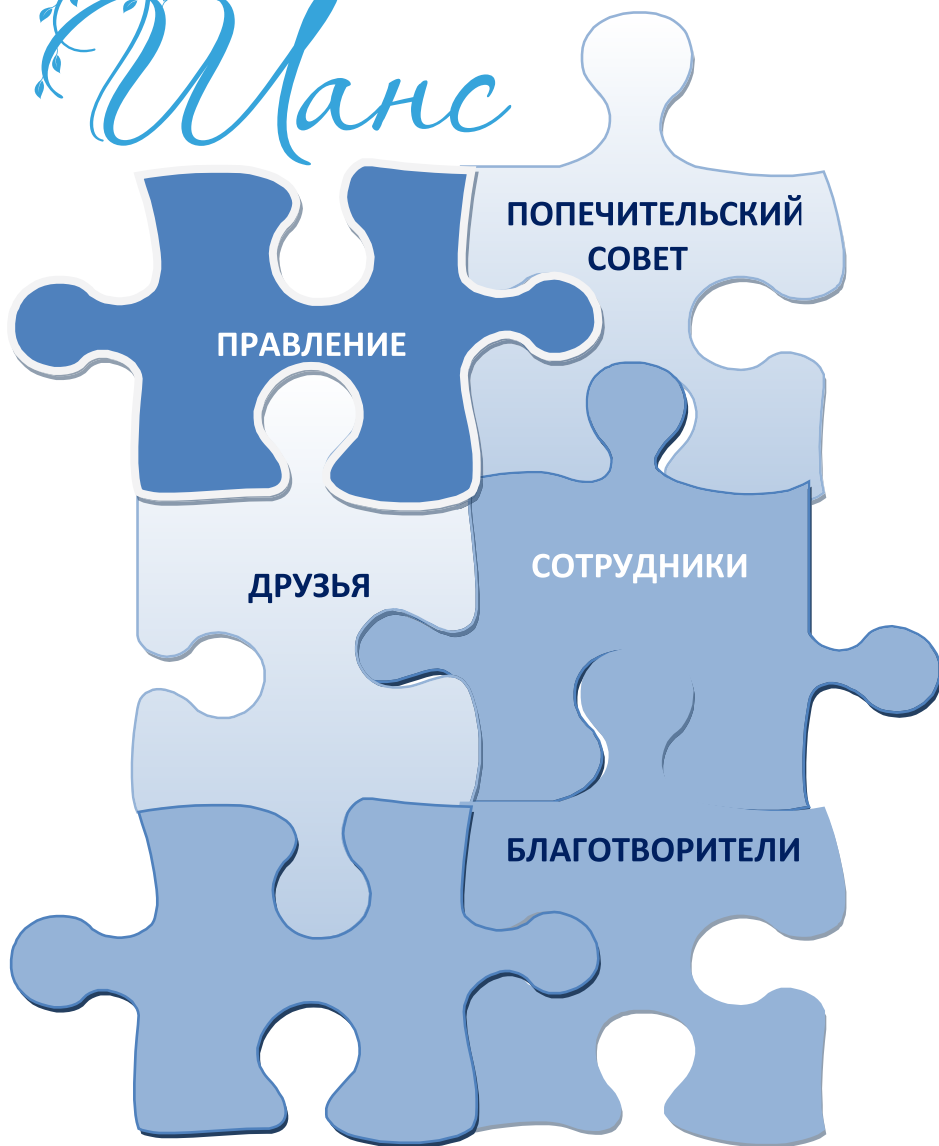 Шанс
ПОПЕЧИТЕЛЬСКИЙ
СОВЕТ
ПРАВЛЕНИЕ
СОТРУДНИКИ
ДРУЗЬЯ
БЛАГОТВОРИТЕЛИ